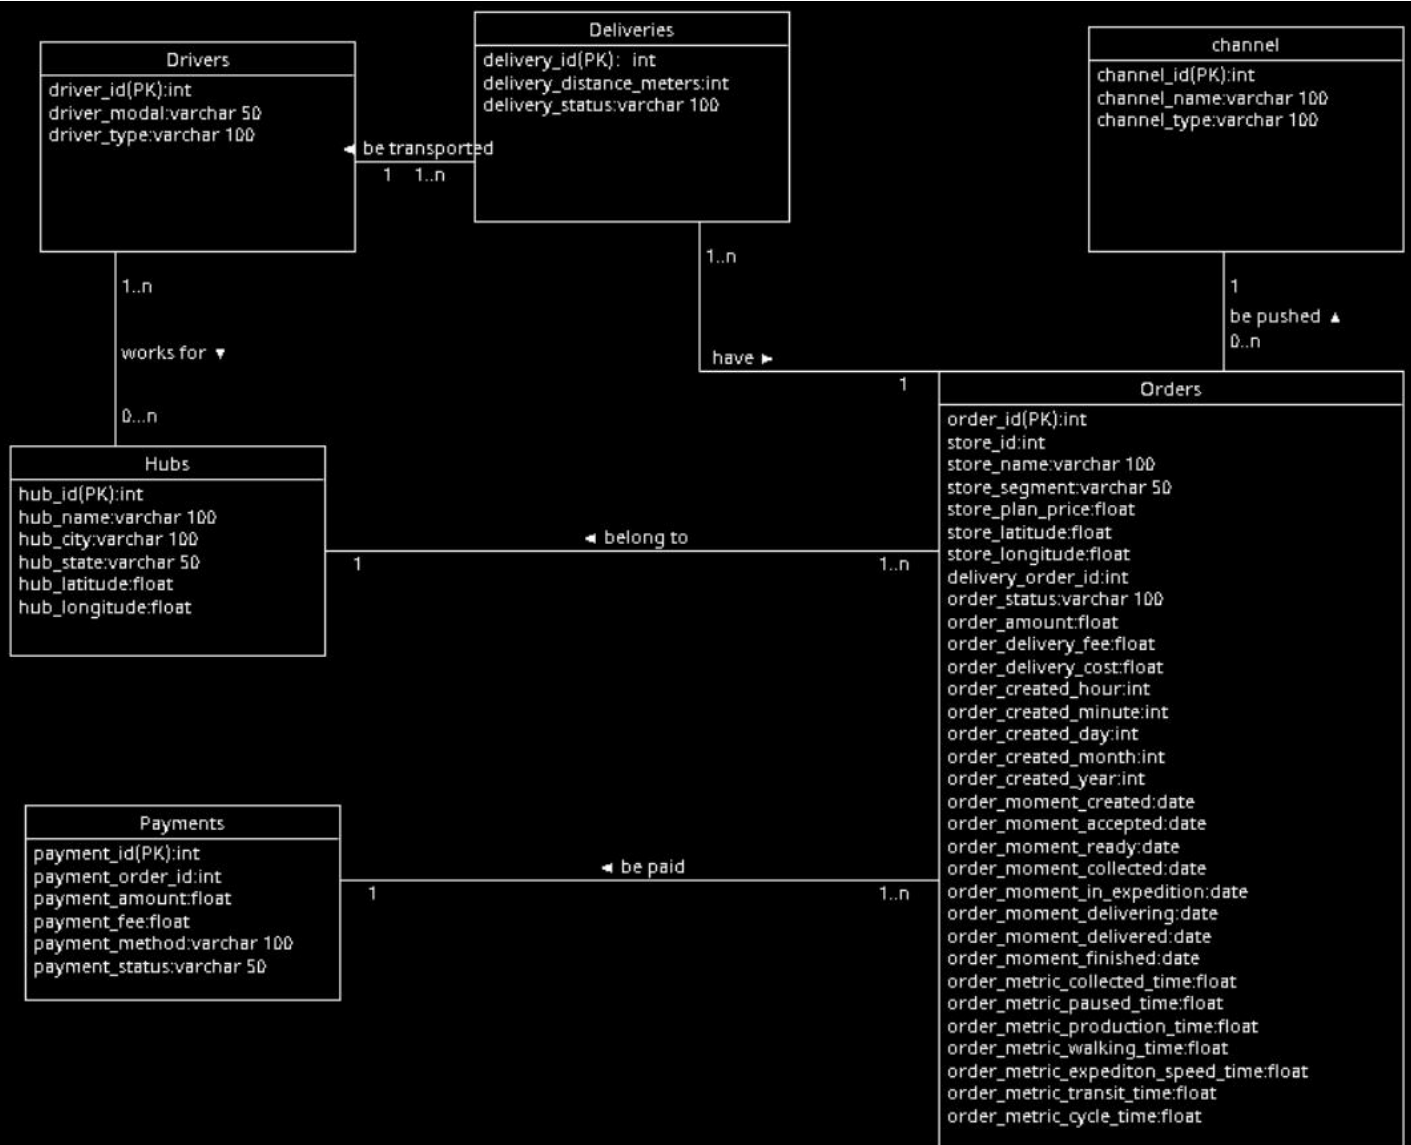 Drivers
driver_id(PK):int
driver_modal:varchar 50
driver_type:varchar 100
Deliveries
delivery_id(PK): int
delivery_distance_meters:int
delivery_status:varchar 100
channel
channel_id(PK):int
channel_name:varchar 100
channel_type:varchar 100
◄ be transported
1 1..n
1..n
works for ▼
0...n
1..n
have ►
1
1
be pushed ▲
0..n
Hubs
hub_id(PK):int
hub_name:varchar 100
hub_city:varchar 100
hub_state:varchar 50
hub_latitude:float
hub_longitude:float
◄ belong to
1 1..n
Payments
payment_id(PK):int
payment_order_id:int
payment_amount:float
payment_fee:float
payment_method:varchar 100
payment_status:varchar 50
◄ be paid
1 1..n
Orders
order_id(PK):int
store_id:int
store_name:varchar 100
store_segment:varchar 50
store_plan_price:float
store_latitude:float
store_longitude:float
delivery_order_id:int
order_status:varchar 100
order_amount:float
order_delivery_fee:float
order_delivery_cost:float
order_created_hour:int
order_created_minute:int
order_created_day:int
order_created_month:int
order_created_year:int
order_moment_created:date
order_moment_accepted:date
order_moment_ready:date
order_moment_collected:date
order_moment_in_expedition:date
order_moment_delivering:date
order_moment_delivered:date
order_moment_finished:date
order_metric_collected_time:float
order_metric_paused_time:float
order_metric_production_time:float
order_metric_walking_time:float
order_metric_expediton_speed_time:float
order_metric_transit_time:float
order_metric_cycle_time:float